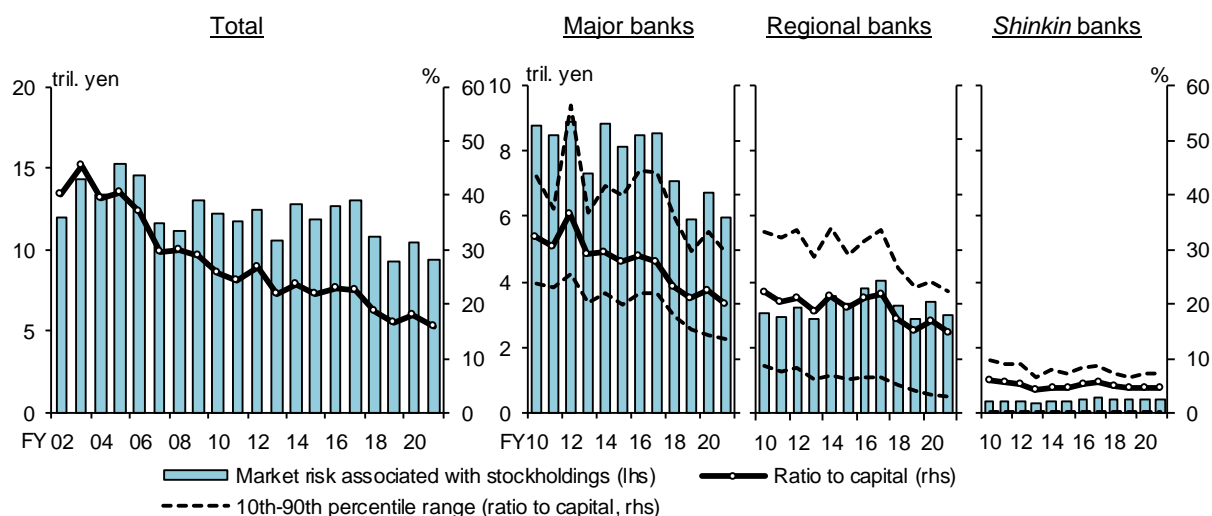 Total
Major banks
Regional banks
Shinkin banks
tril. yen
%
20
15
10
5
0
60
50
40
30
20
10
0
FY 02 04 06 08 10 12 14 16 18 20
tril. yen
10
8
6
4
2
0
FY10 12 14 16 18 20
10 12 14 16 18 20
10 12 14 16 18 20
%
60
50
40
30
20
10
0
Market risk associated with stockholdings (lhs)
Ratio to capital (rhs)
10th-90th percentile range (ratio to capital, rhs)